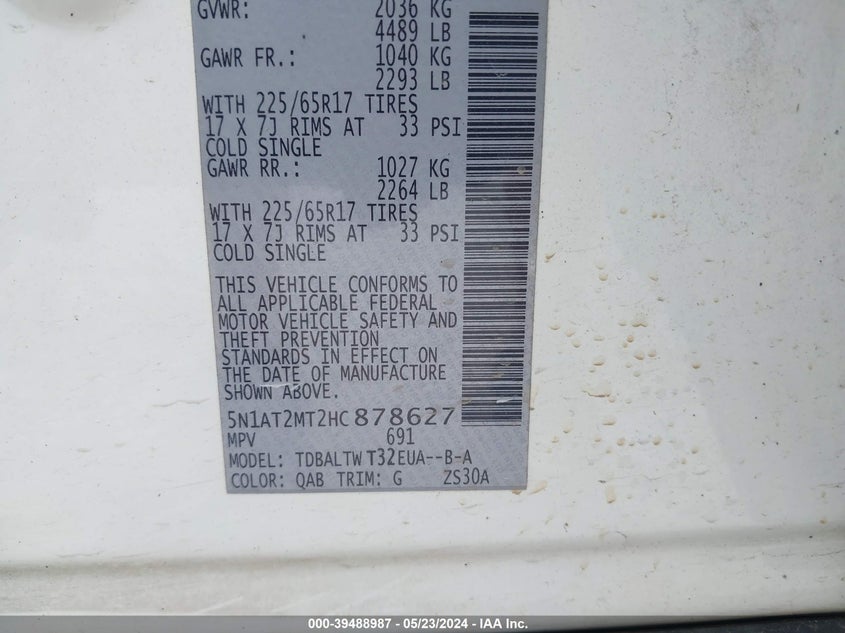 GVWR: 2036 KG
4489 LB
GAWR FR.: 1040 KG
2293 LB
WITH 225/65R17 TIRES
17 X 7J RIMS AT 33 PSI
COLD SINGLE
GAWR RR.: 1027 KG
2264 LB
WITH 225/65R17 TIRES
17 X 7J RIMS AT 33 PSI
COLD SINGLE
THIS VEHICLE CONFORMS TO
ALL APPLICABLE FEDERAL
MOTOR VEHICLE SAFETY AND
THEFT PREVENTION
STANDARDS IN EFFECT ON
THE DATE OF MANUFACTURE
SHOWN ABOVE.
5N1AT2MT2HC878627
MPV 691
MODEL: TDBALTWT32EUA--B-A
COLOR: QAB TRIM: G ZS30A
000-39488987 - 05/23/2024 - IAA Inc.